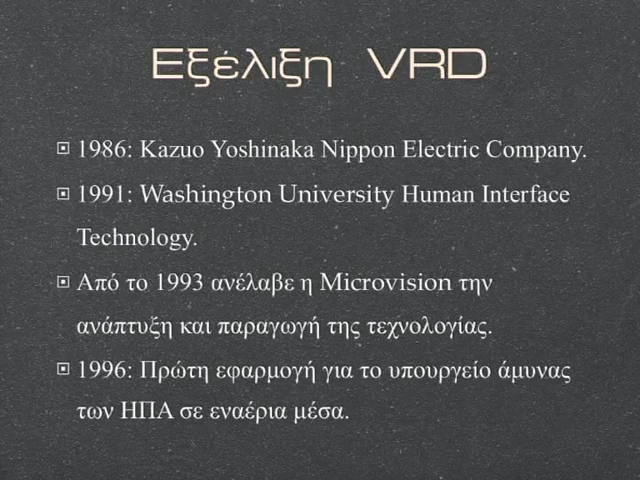 Εξέλιξη VRD
1986: Kazuo Yoshinaka Nippon Electric Company.
1991: Washington University Human Interface
Technology.
Από το 1993 ανέλαβε η Microvision την
ανάπτυξη και παραγωγή της τεχνολογίας.
1996: Πρώτη εφαρμογή για το υπουργείο άμυνας
των ΗΠΑ σε εναέρια μέσα.